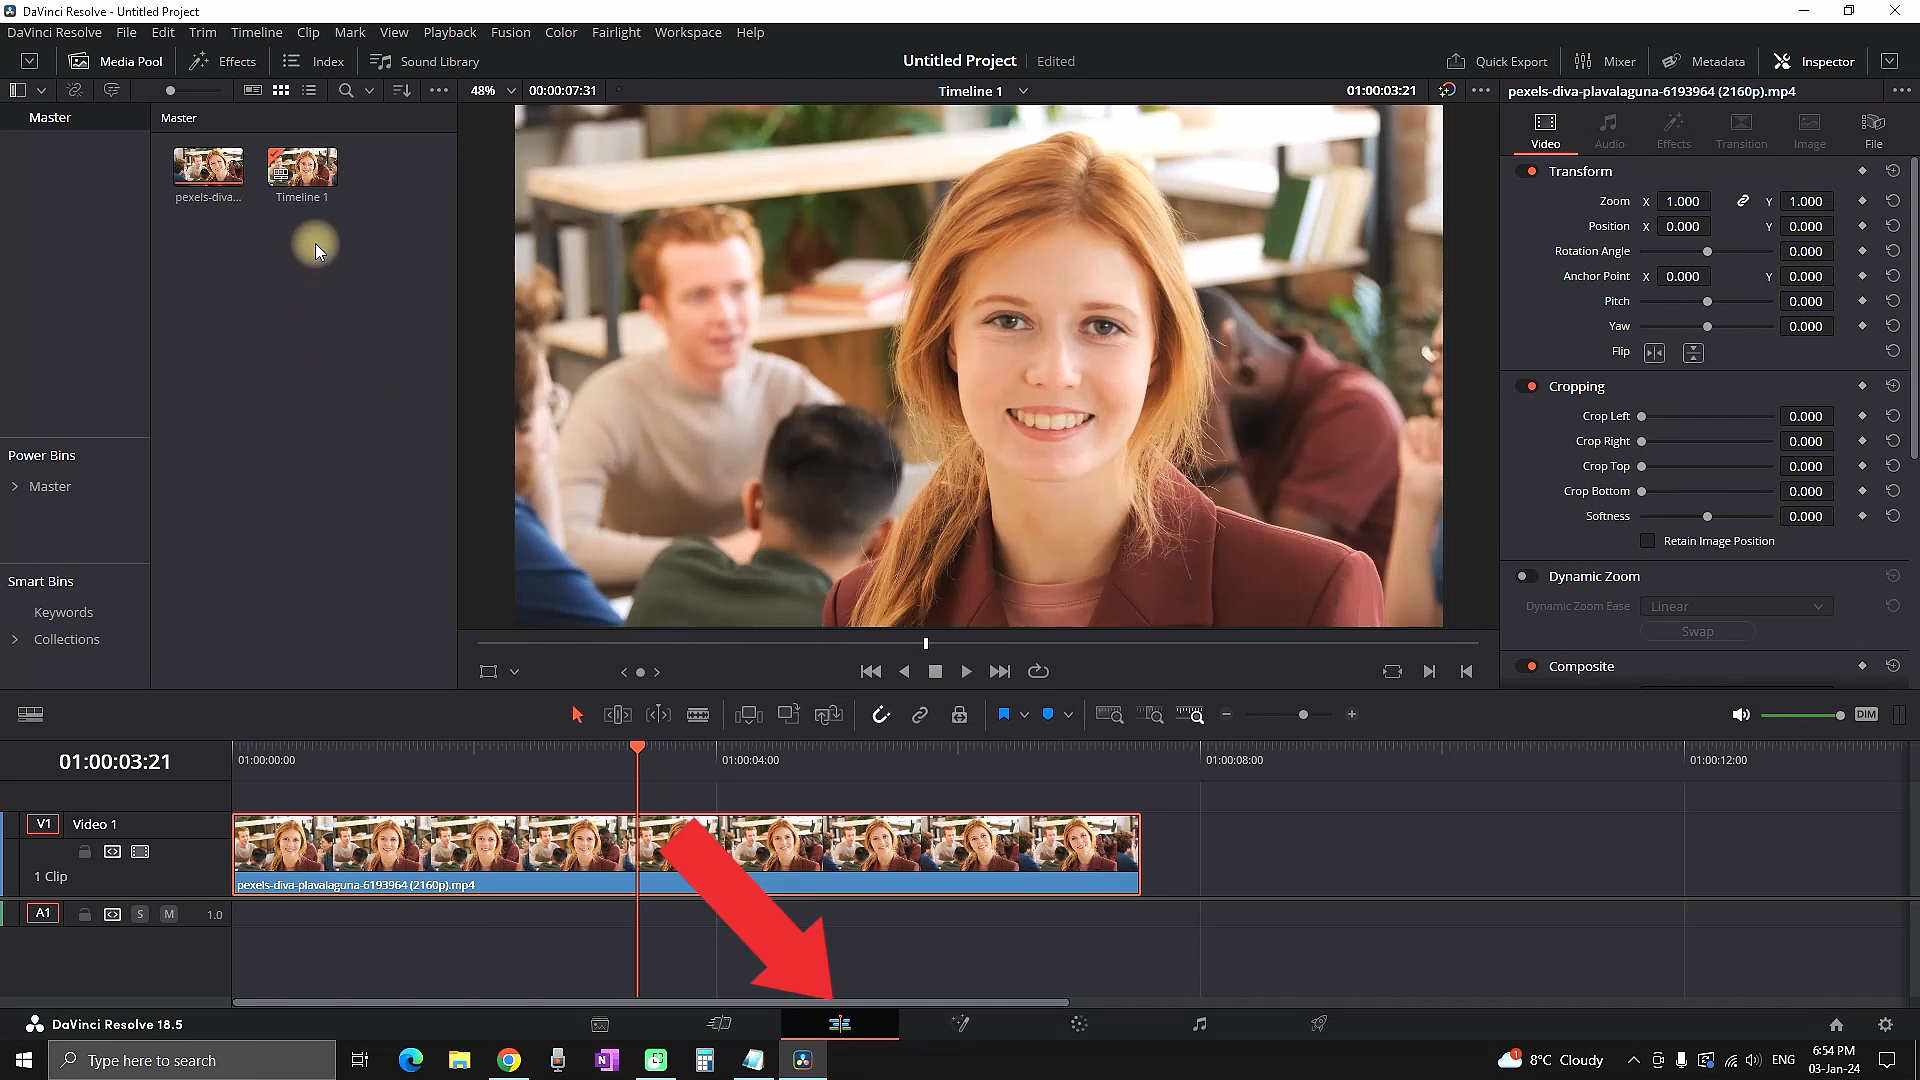 DaVinci Resolve - Untitled Project
DaVinci Resolve File Edit Trim Timeline Clip Mark View Playback Fusion Color Fairlight Workspace Help
Media Pool Effects Index Sound Library Untitled Project Edited Quick Export Mixer Metadata Inspector
48% 00:00:07:31 Timeline 1 01:00:03:21 pexels-diva-plavalaguna-6193964 (2160p).mp4
Master Master
pexels-diva... Timeline 1
Power Bins
Master
Smart Bins
Keywords
Collections
Video Audio Effects Transition Image File
Transform
Zoom X 1.000 Y 1.000
Position X 0.000 Y 0.000
Rotation Angle 0.000
Anchor Point X 0.000 Y 0.000
Pitch 0.000
Yaw 0.000
Flip
Cropping
Crop Left 0.000
Crop Right 0.000
Crop Top 0.000
Crop Bottom 0.000
Softness 0.000
Retain Image Position
Dynamic Zoom
Dynamic Zoom Ease Linear
Swap
Composite
DIM
01:00:03:21 01:00:00:00 01:00:04:00 01:00:08:00 01:00:12:00
V1 Video 1
1 Clip
pexels-diva-plavalaguna-6193964 (2160p).mp4
A1 S M 1.0
DaVinci Resolve 18.5
Type here to search
1 8°C Cloudy ENG 6:54 PM
03-Jan-24